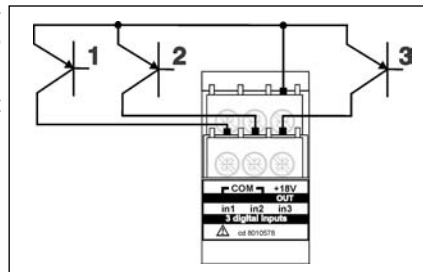 1
2
3
COM +18V
OUT
in1 in2 in3
3 digital inputs
cd 8010578